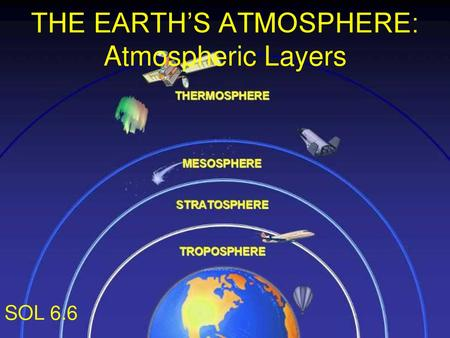 THE EARTH’S ATMOSPHERE:
Atmospheric Layers
THERMOSPHERE
MESOSPHERE
STRATOSPHERE
TROPOSPHERE
SOL 6.6